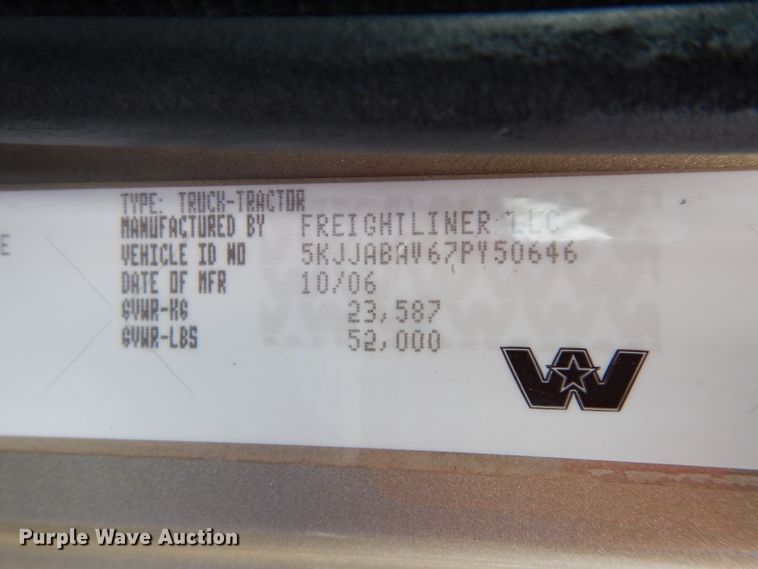 TYPE: TRUCK-TRACTOR
MANUFACTURED BY FREIGHTLINER LLC
VEHICLE ID NO 5KJJABAV67PY50646
DATE OF MFR 10/06
GVWR-KG 23,587
GVWR-LBS 52,000
E
W
Purple Wave Auction